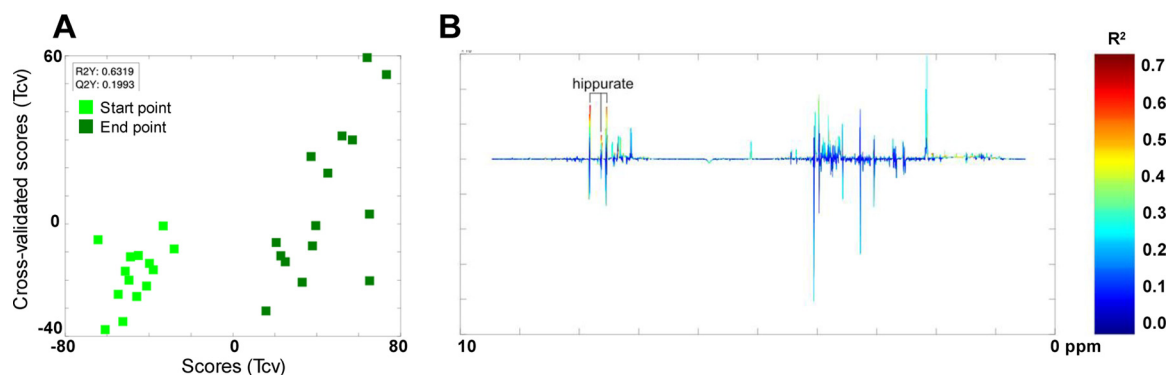 A
B
R²
60
R2Y: 0.6319
Q2Y: 0.1993
Start point
End point
hippurate
0
-40
-80
0
80
Cross-validated scores (Tcv)
Scores (Tcv)
10
0 ppm
0.7
0.6
0.5
0.4
0.3
0.2
0.1
0.0